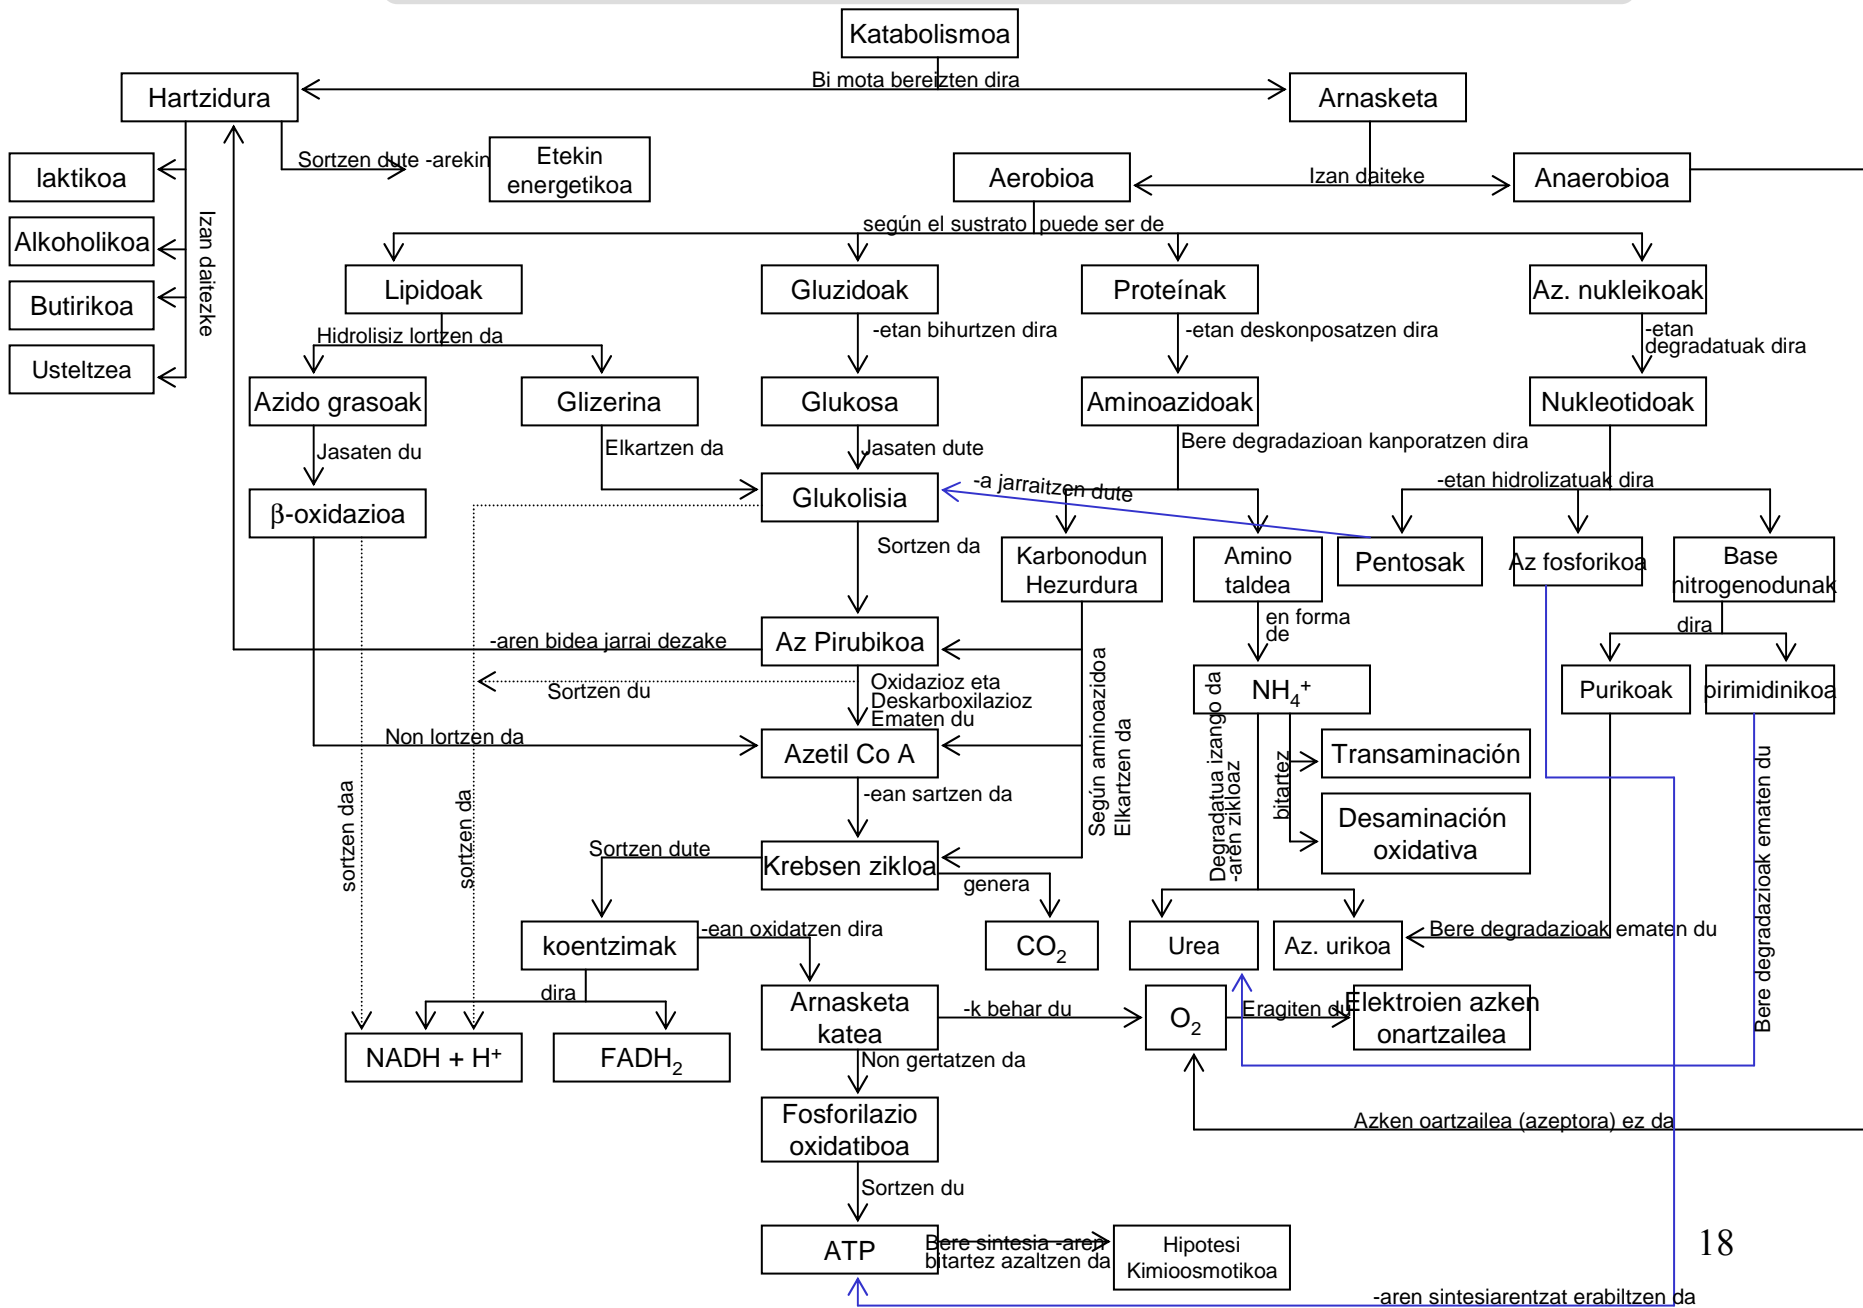 Katabolismoa
Bi mota bereizten dira
Hartzidura
Arnasketa
Sortzen dute -arekin
Etekin
energetikoa
laktikoa
Alkoholikoa
Butirikoa
Usteltzea
Izan daitezke
Aerobioa
Izan daiteke
Anaerobioa
según el sustrato puede ser de
Lipidoak
Gluzidoak
Proteínak
Az. nukleikoak
Hidrolisiz lortzen da
-etan bihurtzen dira
-etan deskonposatzen dira
-etan
degradatuak dira
Azido grasoak
Glizerina
Glukosa
Aminoazidoak
Nukleotidoak
Jasaten du
Elkartzen da
Jasaten dute
Bere degradazioan kanporatzen dira
-etan hidrolizatuak dira
β-oxidazioa
Glukolisia
-a jarraitzen dute
Sortzen da
Karbonodun
Hezurdura
Amino
taldea
Pentosak
Az fosforikoa
Base
nitrogenodunak
en forma
de
dira
-aren bidea jarrai dezake
Az Pirubikoa
Sortzen du
Oxidazioz eta
Deskarboxilazioz
Ematen du
NH₄⁺
Purikoak
pirimidinikoa
Non lortzen da
Azetil Co A
Según aminoazidoa
Elkartzen da
Degradatua izango da
-aren zikloaz
bitartez
Transaminación
Desaminación
oxidativa
-ean sartzen da
sortzen daa
sortzen da
Sortzen dute
Krebsen zikloa
genera
koentzimak
-ean oxidatzen dira
CO₂
Urea
Az. urikoa
Bere degradazioak ematen du
Bere degradazioak ematen du
dira
NADH + H⁺
FADH₂
Arnasketa
katea
-k behar du
O₂
Eragiten du
Elektroien azken
onartzailea
Non gertatzen da
Fosforilazio
oxidatiboa
Azken oartzailea (azeptora) ez da
Sortzen du
ATP
Bere sintesia -aren
bitartez azaltzen da
Hipotesi
Kimioosmotikoa
18
-aren sintesiarentzat erabiltzen da